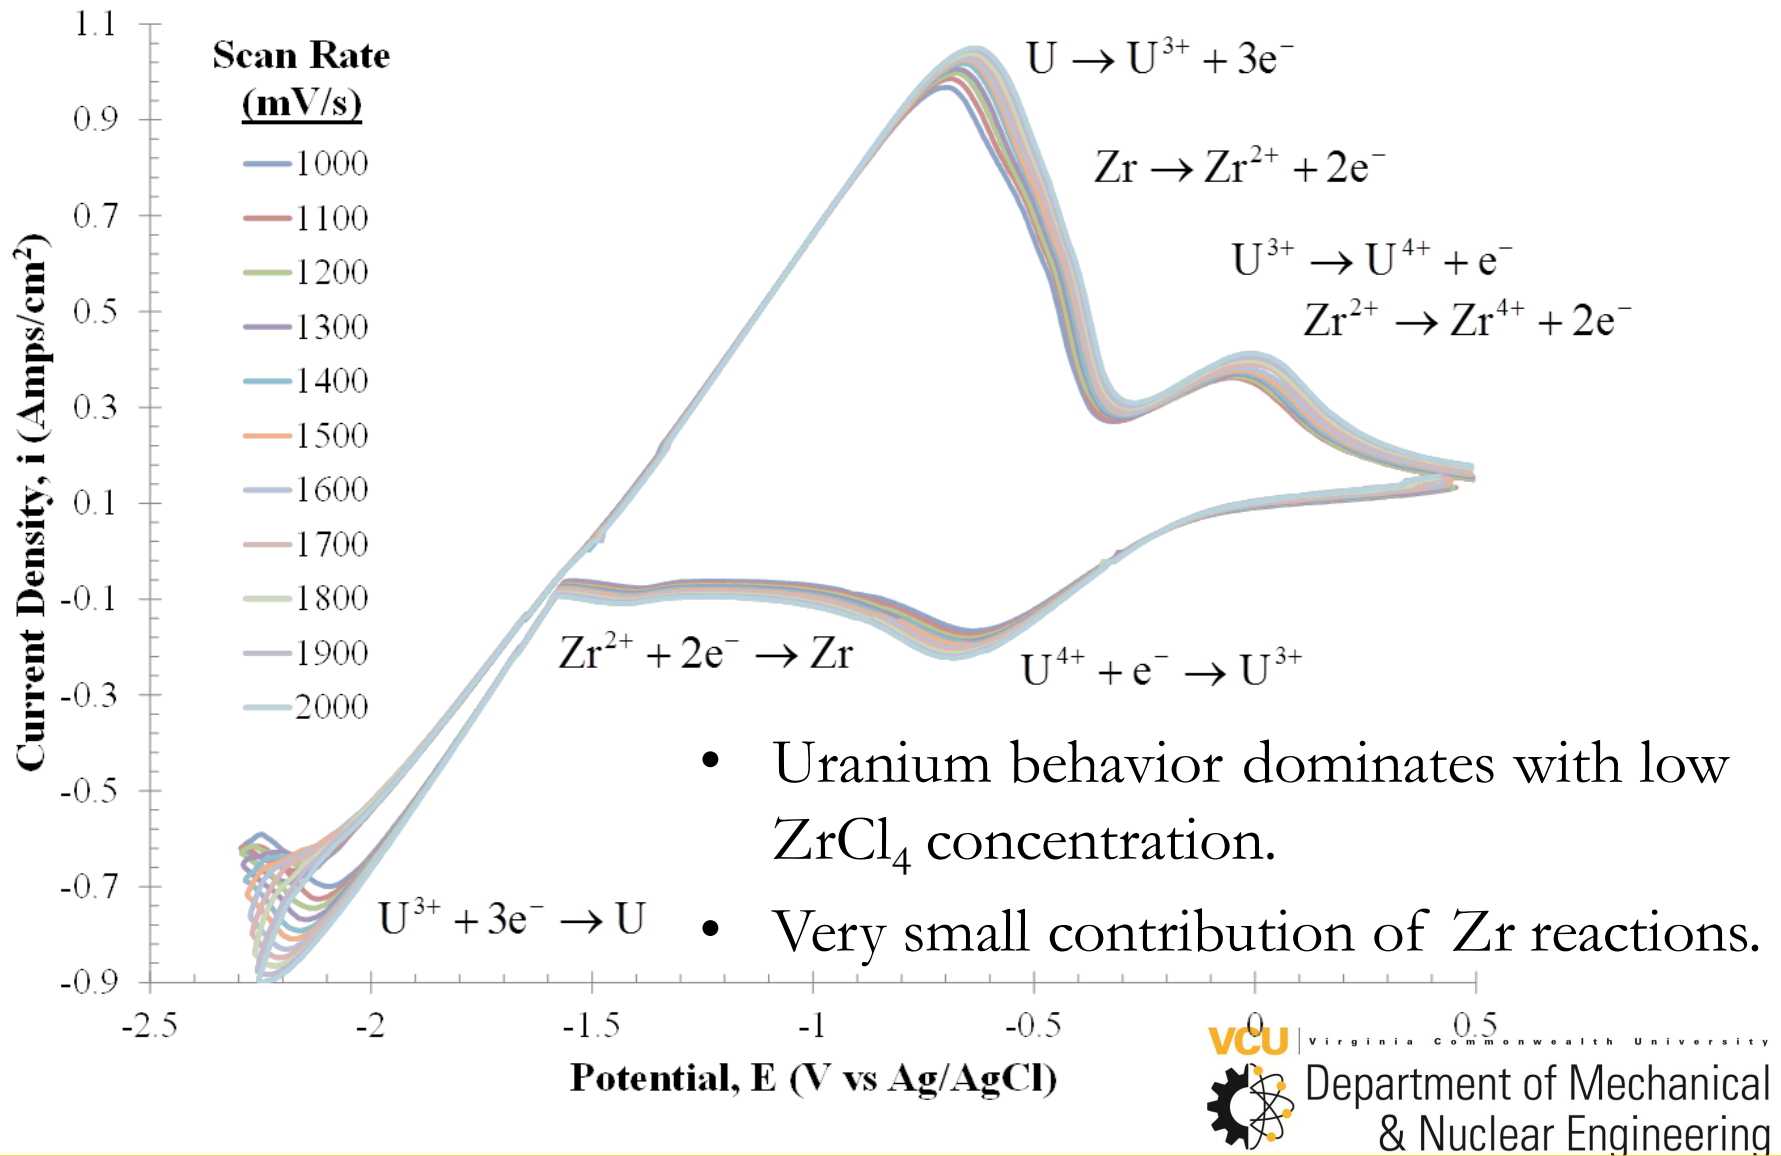 1.1
0.9
0.7
0.5
0.3
0.1
-0.1
-0.3
-0.5
-0.7
-0.9
Current Density, i (Amps/cm²)
Scan Rate
(mV/s)
1000
1100
1200
1300
1400
1500
1600
1700
1800
1900
2000
U → U³⁺ + 3e⁻
Zr → Zr²⁺ + 2e⁻
U³⁺ → U⁴⁺ + e⁻
Zr²⁺ → Zr⁴⁺ + 2e⁻
Zr²⁺ + 2e⁻ → Zr
U⁴⁺ + e⁻ → U³⁺
U³⁺ + 3e⁻ → U
• Uranium behavior dominates with low
ZrCl₄ concentration.
• Very small contribution of Zr reactions.
-2.5 -2 -1.5 -1 -0.5 0 0.5
Potential, E (V vs Ag/AgCl)
VCU Virginia Commonwealth University
Department of Mechanical
& Nuclear Engineering